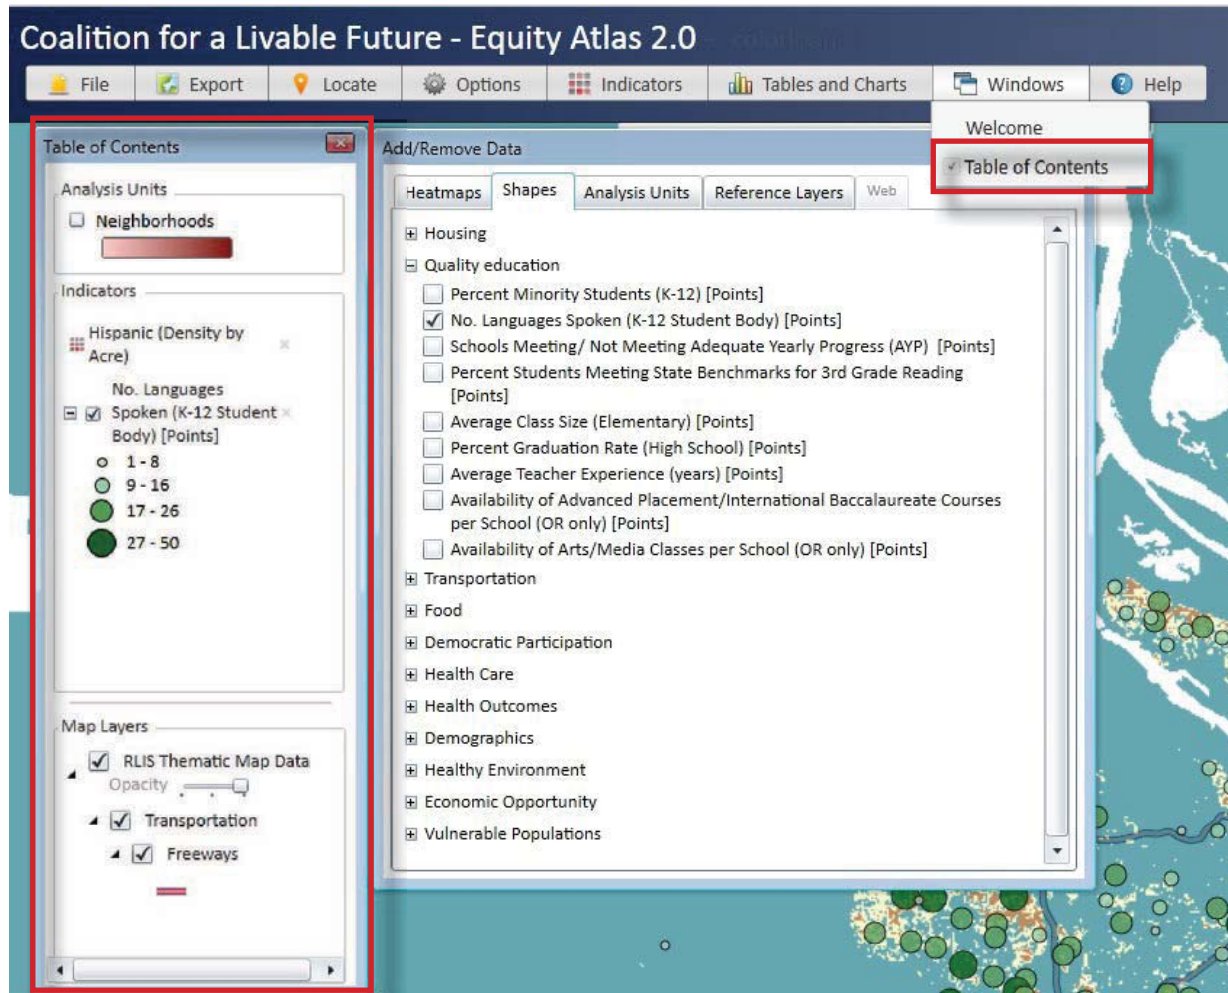 Coalition for a Livable Future - Equity Atlas 2.0
File
Export
Locate
Options
Indicators
Tables and Charts
Windows
Help
Welcome
Table of Contents
Table of Contents
Analysis Units
Neighborhoods
Indicators
Hispanic (Density by
Acre)
No. Languages
Spoken (K-12 Student
Body) [Points]
1 - 8
9 - 16
17 - 26
27 - 50
Map Layers
RLIS Thematic Map Data
Opacity
Transportation
Freeways
Add/Remove Data
Heatmaps
Shapes
Analysis Units
Reference Layers
Web
Housing
Quality education
Percent Minority Students (K-12) [Points]
No. Languages Spoken (K-12 Student Body) [Points]
Schools Meeting/ Not Meeting Adequate Yearly Progress (AYP) [Points]
Percent Students Meeting State Benchmarks for 3rd Grade Reading
[Points]
Average Class Size (Elementary) [Points]
Percent Graduation Rate (High School) [Points]
Average Teacher Experience (years) [Points]
Availability of Advanced Placement/International Baccalaureate Courses
per School (OR only) [Points]
Availability of Arts/Media Classes per School (OR only) [Points]
Transportation
Food
Democratic Participation
Health Care
Health Outcomes
Demographics
Healthy Environment
Economic Opportunity
Vulnerable Populations